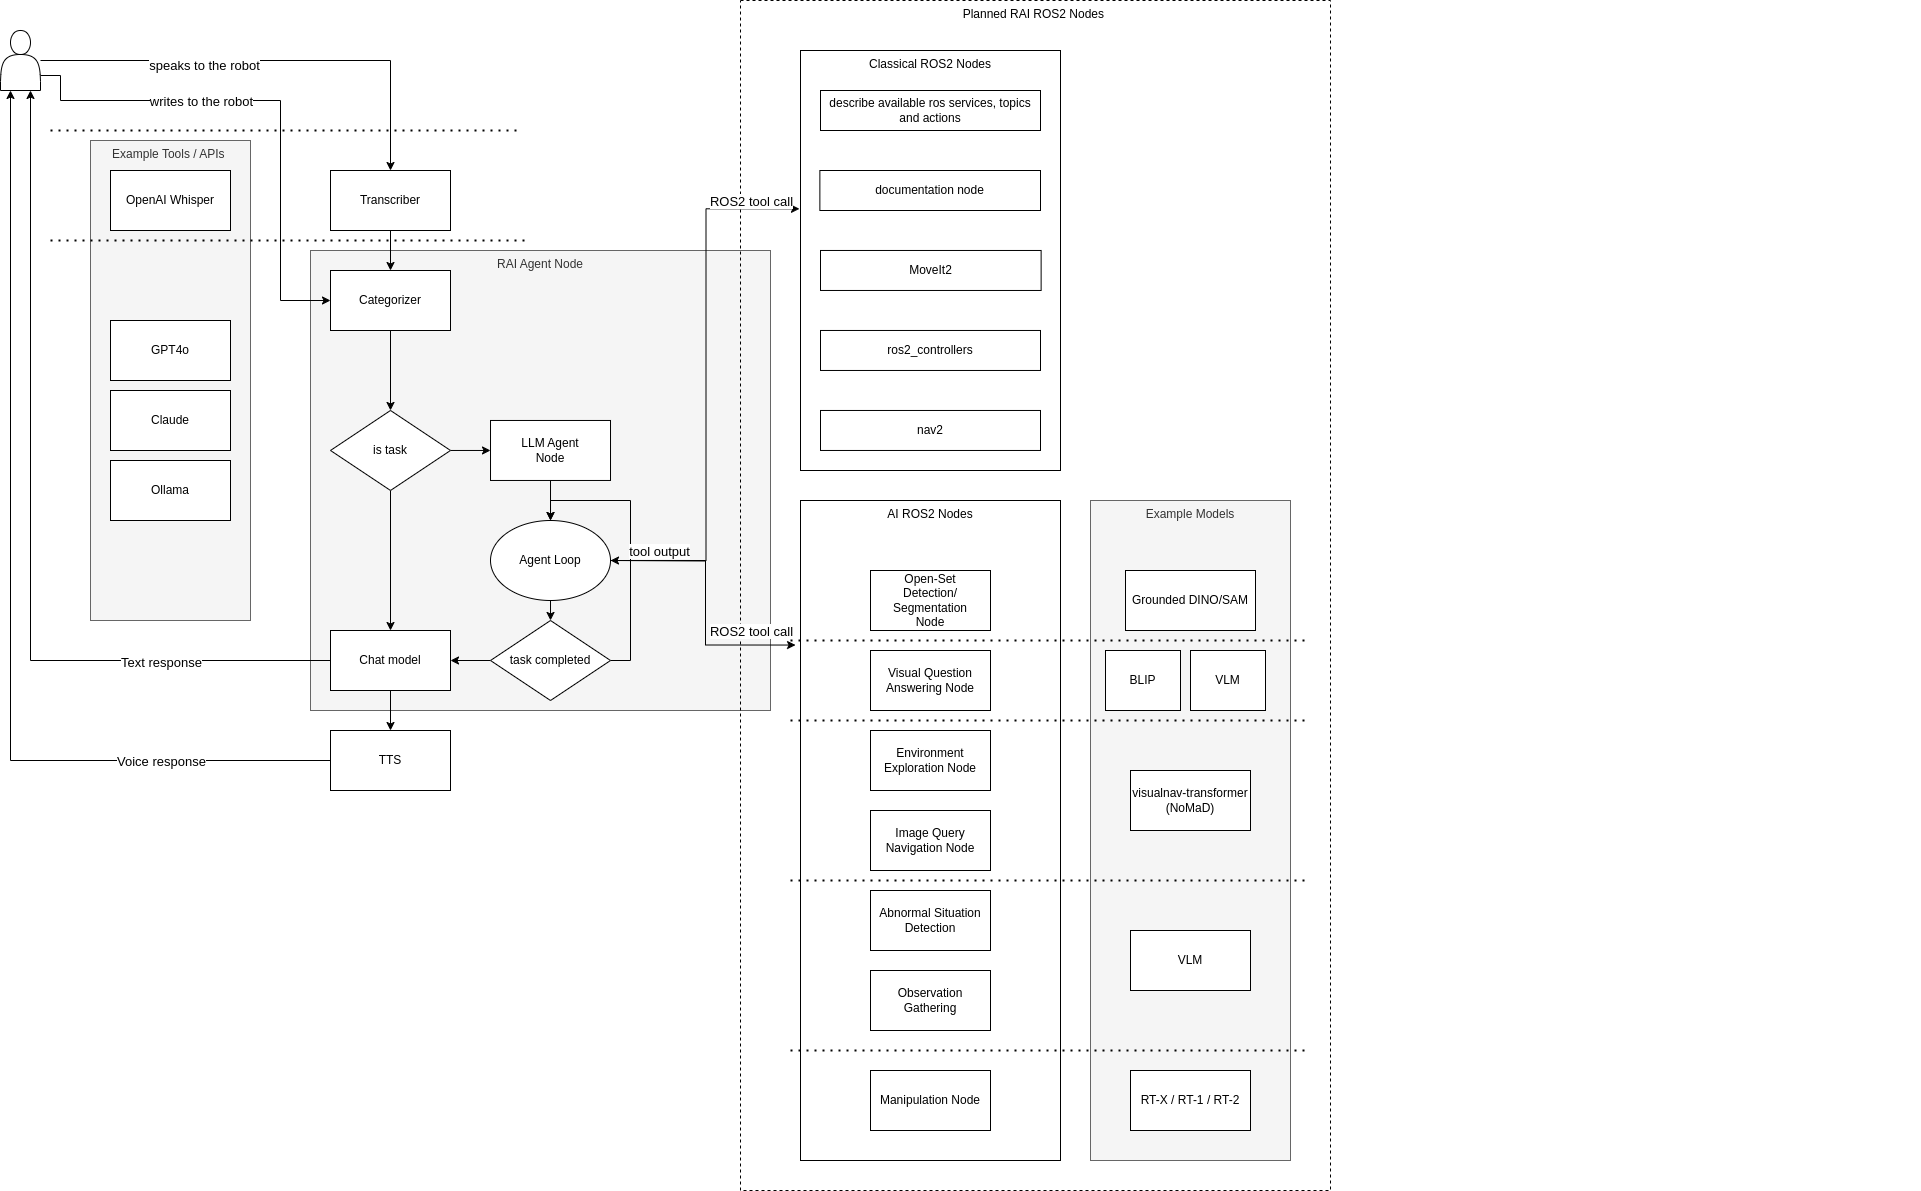 Planned RAI ROS2 Nodes
speaks to the robot
writes to the robot
Example Tools / APIs
OpenAI Whisper
GPT4o
Claude
Ollama
Transcriber
RAI Agent Node
Categorizer
is task
LLM Agent
Node
Agent Loop
tool output
task completed
Chat model
Text response
TTS
Voice response
ROS2 tool call
ROS2 tool call
Classical ROS2 Nodes
describe available ros services, topics
and actions
documentation node
MoveIt2
ros2_controllers
nav2
AI ROS2 Nodes
Open-Set
Detection/
Segmentation
Node
Visual Question
Answering Node
Environment
Exploration Node
Image Query
Navigation Node
Abnormal Situation
Detection
Observation
Gathering
Manipulation Node
Example Models
Grounded DINO/SAM
BLIP
VLM
visualnav-transformer
(NoMaD)
VLM
RT-X / RT-1 / RT-2